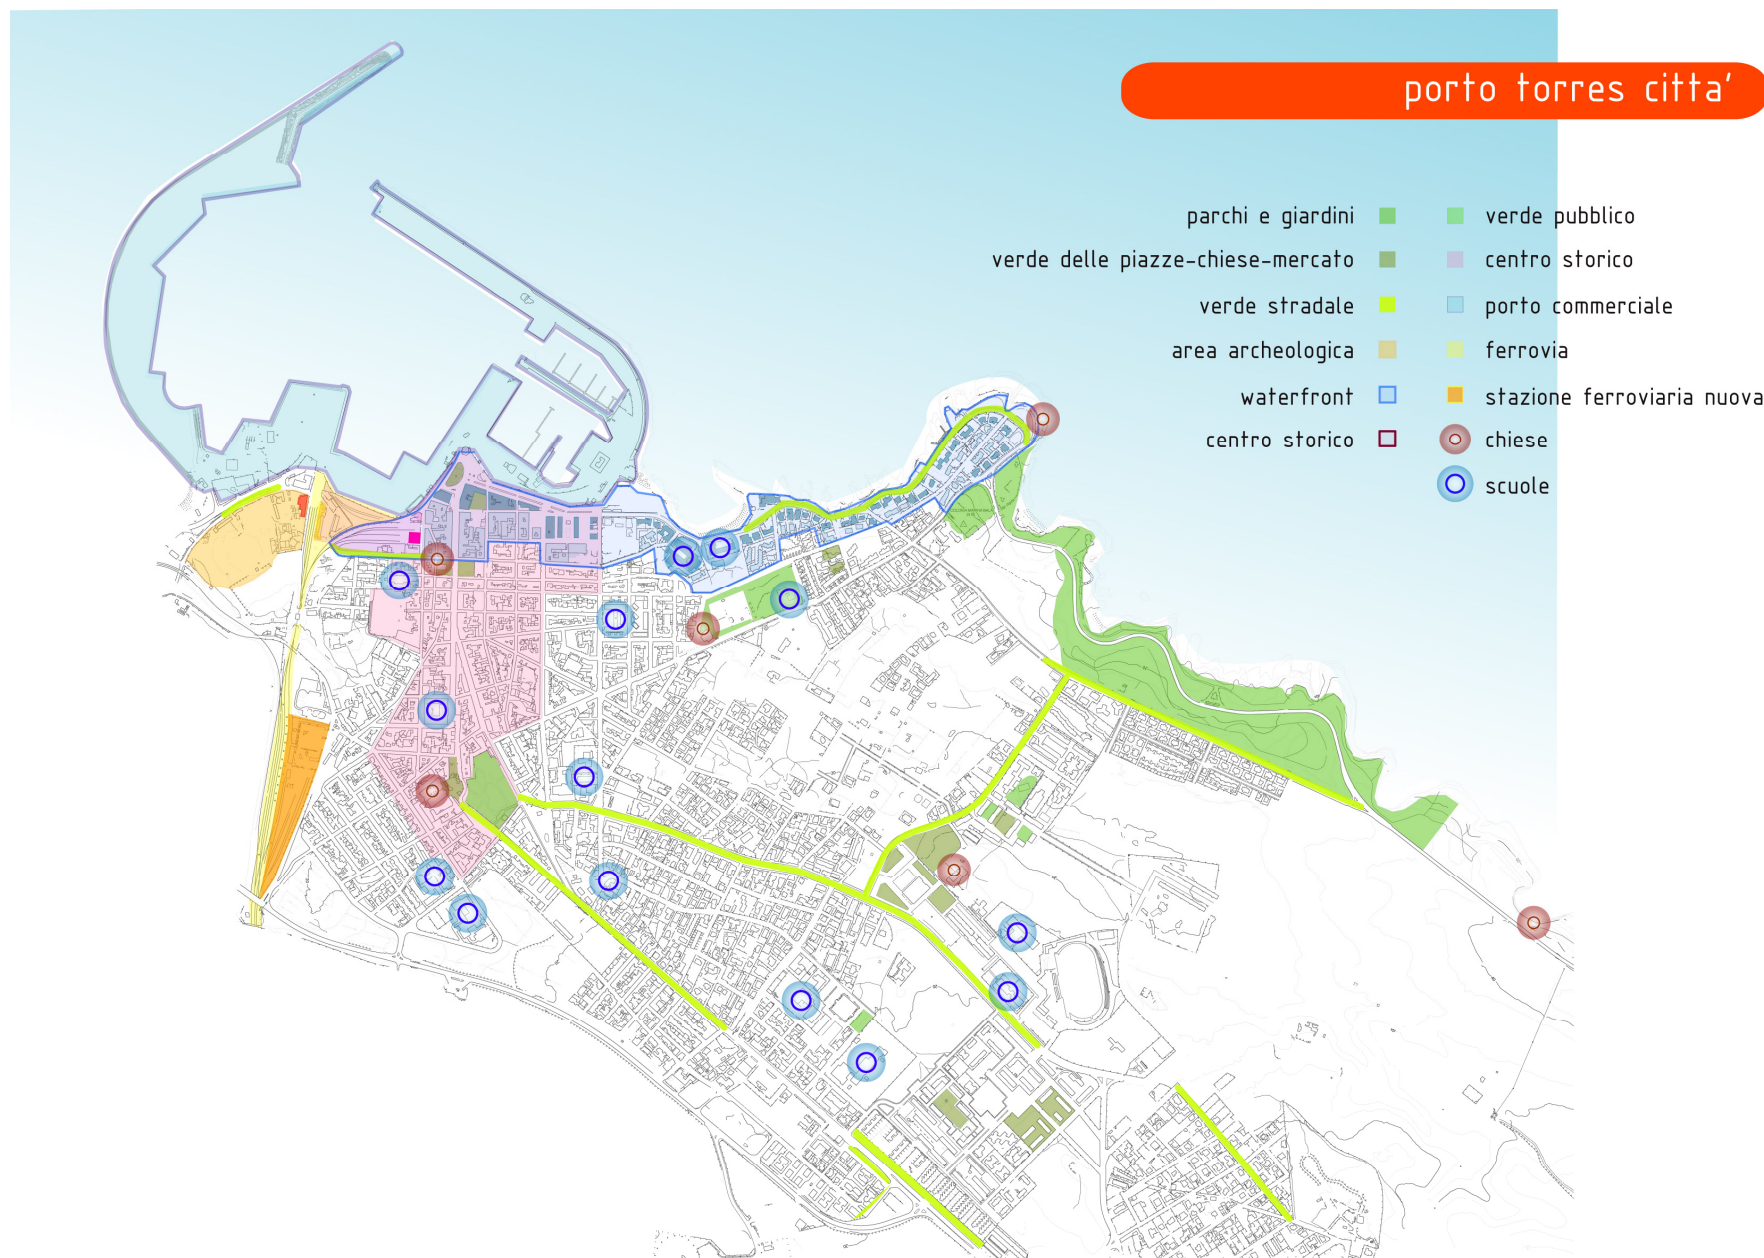 porto torres citta'
parchi e giardini
verde pubblico
verde delle piazze-chiese-mercato
centro storico
verde stradale
porto commerciale
area archeologica
ferrovia
waterfront
stazione ferroviaria nuova
centro storico
chiese
scuole